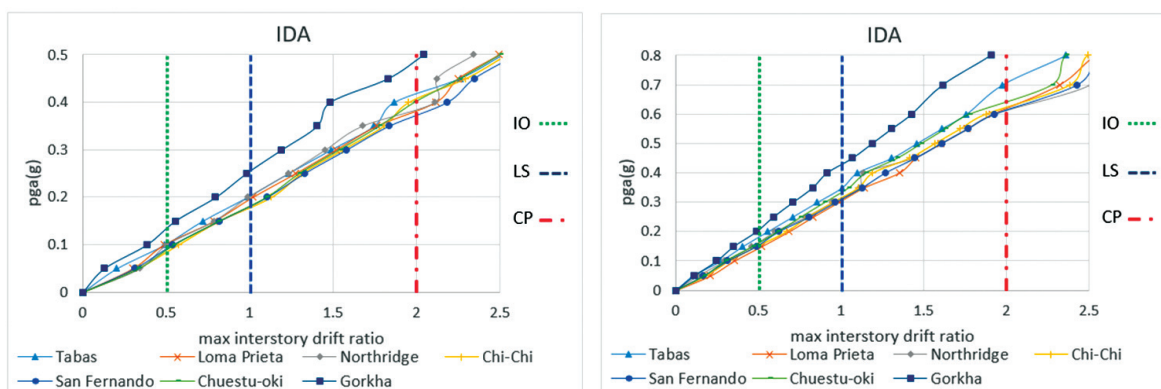 IDA
0.5
0.4
0.3
0.2
0.1
0
pga(g)
0 0.5 1 1.5 2 2.5
max interstory drift ratio
IO
LS
CP
Tabas Loma Prieta Northridge Chi-Chi
San Fernando Chuestu-oki Gorkha
IDA
0.8
0.7
0.6
0.5
0.4
0.3
0.2
0.1
0
pga(g)
0 0.5 1 1.5 2 2.5
max interstory drift ratio
IO
LS
CP
Tabas Loma Prieta Northridge Chi-Chi
San Fernando Chuestu-oki Gorkha